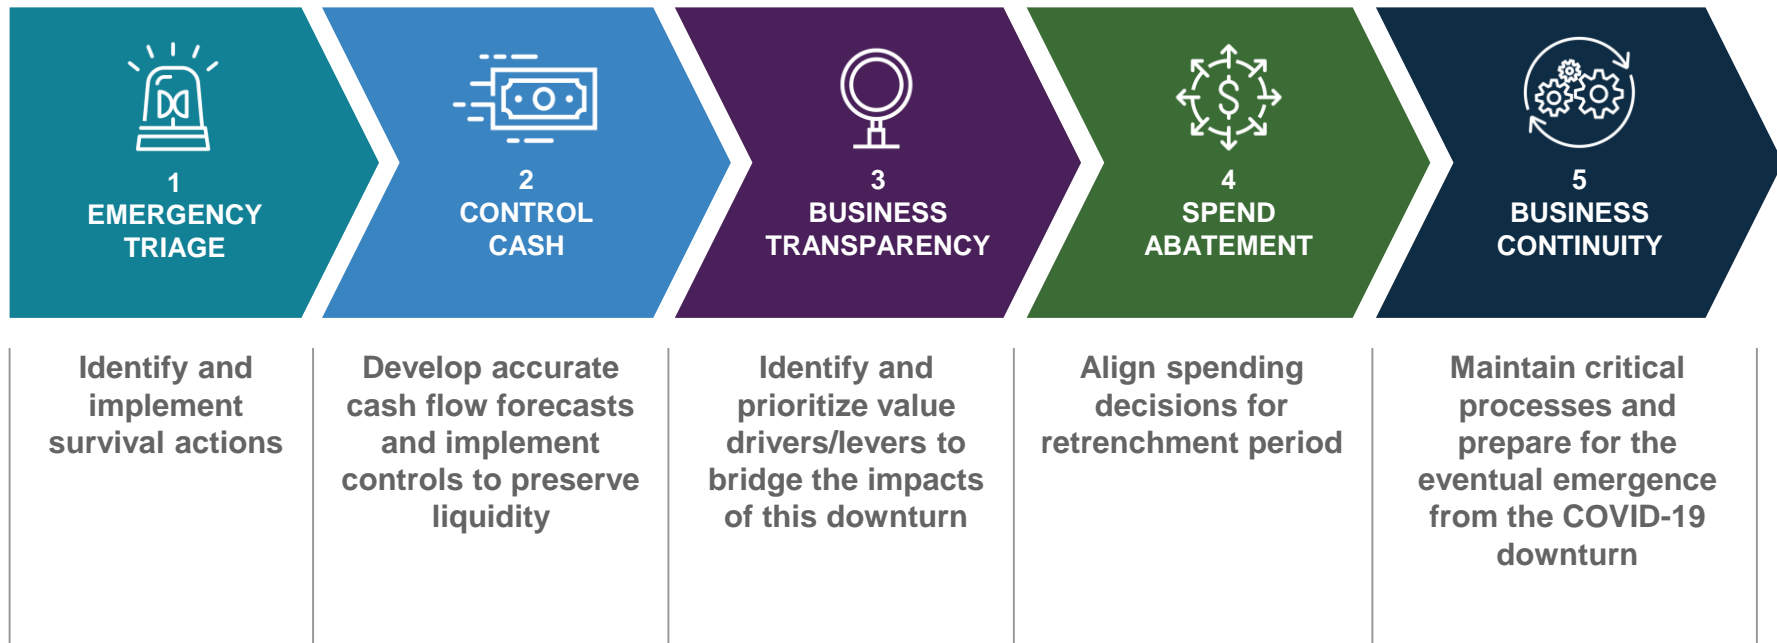 1
EMERGENCY
TRIAGE
2
CONTROL
CASH
3
BUSINESS
TRANSPARENCY
4
SPEND
ABATEMENT
5
BUSINESS
CONTINUITY
Identify and
implement
survival actions
Develop accurate
cash flow forecasts
and implement
controls to preserve
liquidity
Identify and
prioritize value
drivers/levers to
bridge the impacts
of this downturn
Align spending
decisions for
retrenchment period
Maintain critical
processes and
prepare for the
eventual emergence
from the COVID-19
downturn